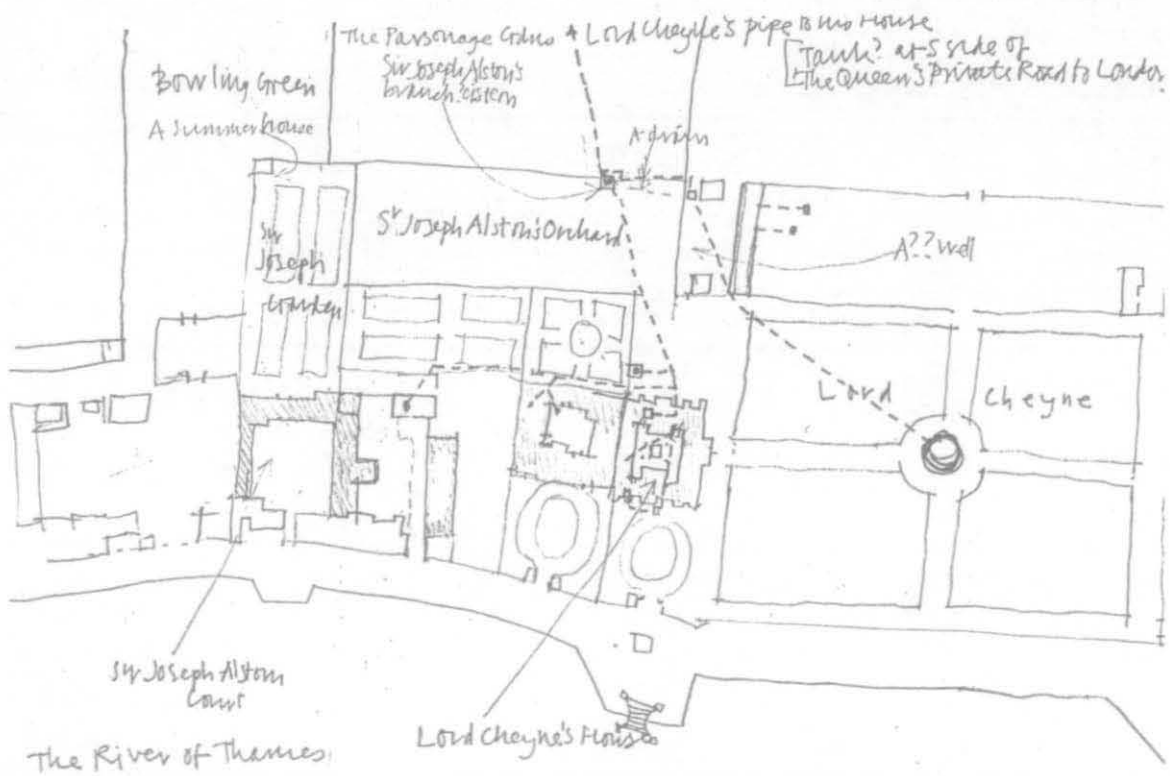 The Parsonage
Lord Cheyne's pipe to his House
[Tank? at S side of
The Queen's Private Road to London
Sir Joseph Alston's
branch? cistern
Bowling Green
A Summerhouse
A drain
Sr Joseph Alston's Orchard
Sir
Joseph
Garden
A?? Well
Lord Cheyne
Sir Joseph Alston
Court
Lord Cheyne's House
The River of Thames